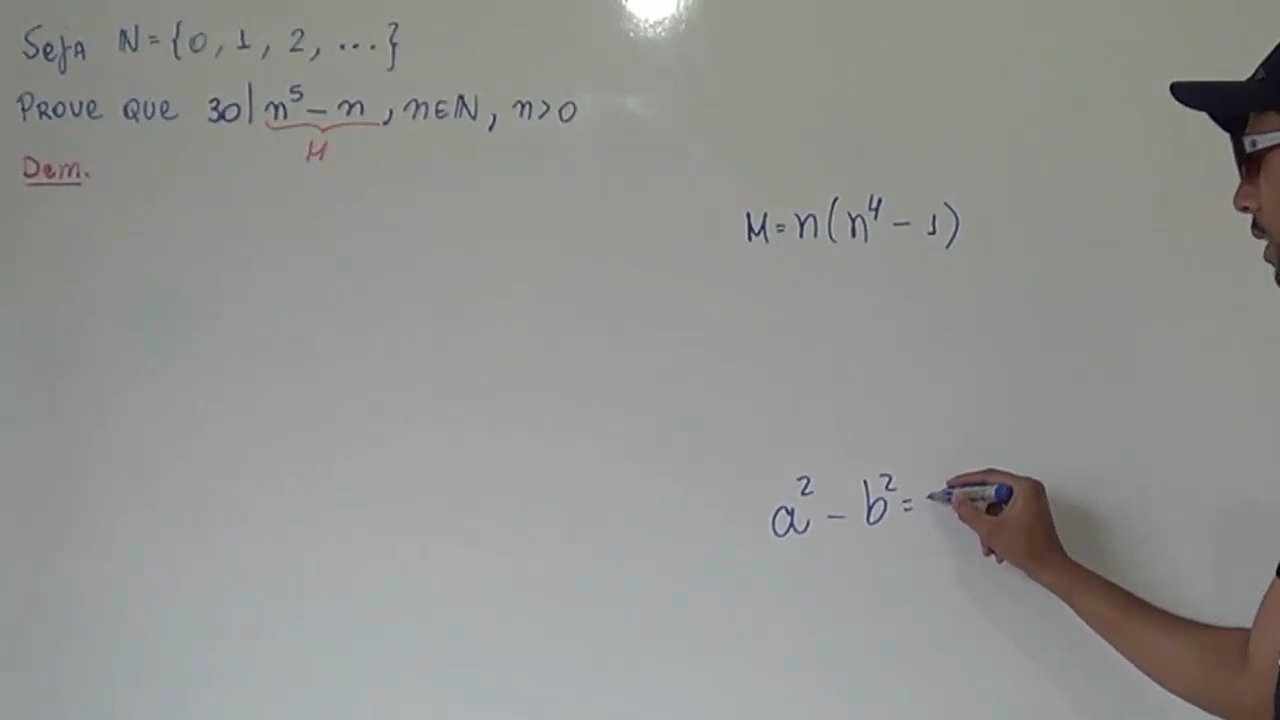 Seja N = {0, 1, 2, ...}
Prove que 30 | n⁵ - n, n ∈ N, n > 0
M
Dem.
M = n(n⁴ - 1)
a² - b² =